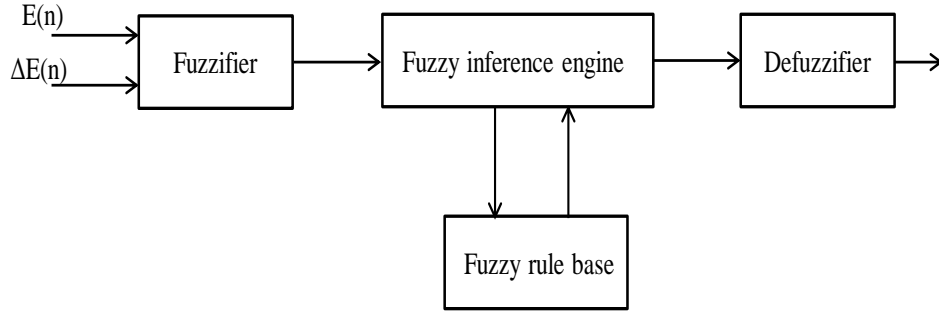 E(n)
ΔE(n)
Fuzzifier
Fuzzy inference engine
Defuzzifier
Fuzzy rule base